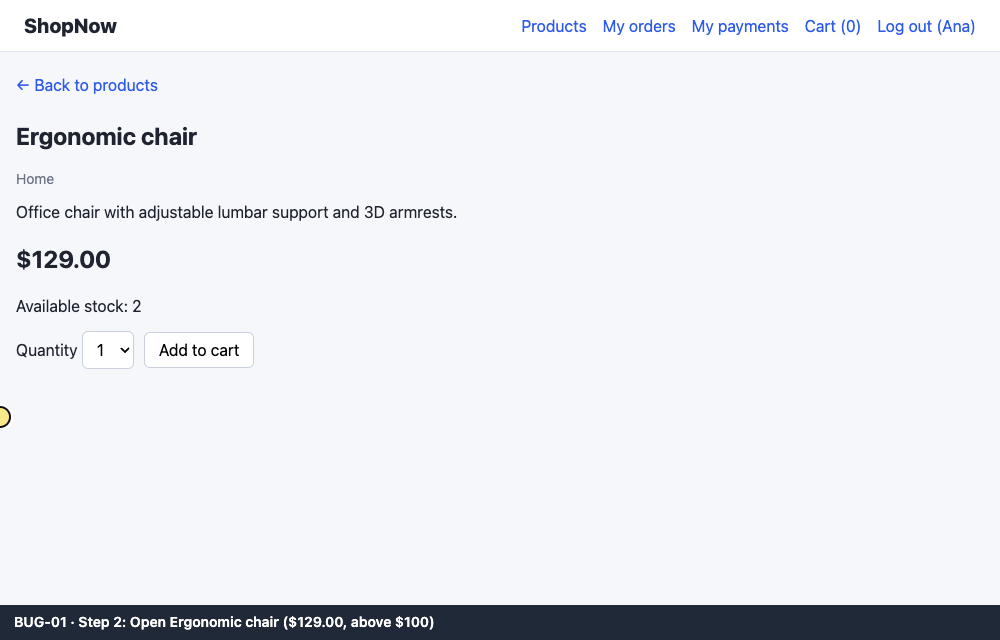 ShopNow
Products My orders My payments Cart (0) Log out (Ana)
← Back to products
Ergonomic chair
Home
Office chair with adjustable lumbar support and 3D armrests.
$129.00
Available stock: 2
Quantity 1 Add to cart
BUG-01 · Step 2: Open Ergonomic chair ($129.00, above $100)